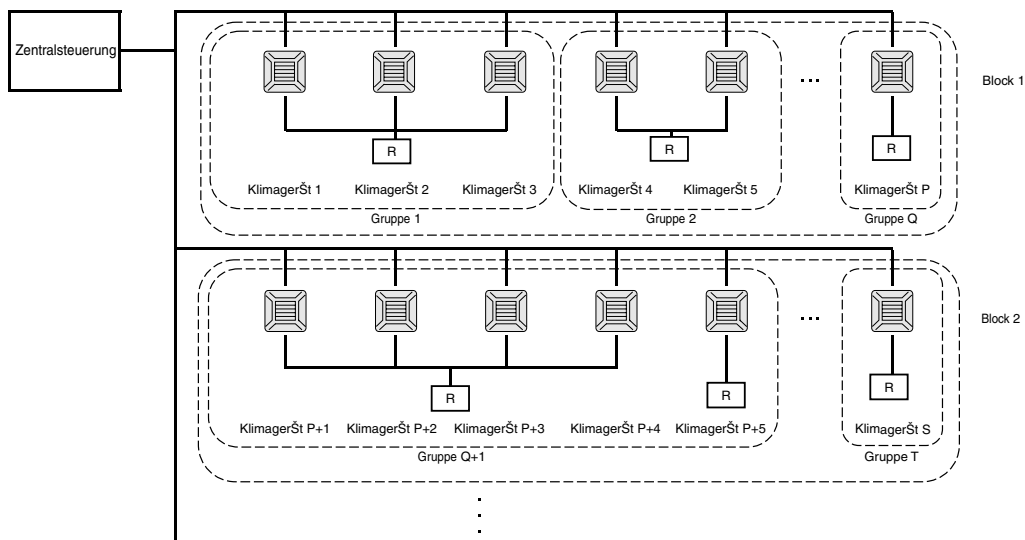 Zentralsteuerung
Block 1
R
R
R
KlimagerŠt 1
KlimagerŠt 2
KlimagerŠt 3
KlimagerŠt 4
KlimagerŠt 5
...
KlimagerŠt P
Gruppe 1
Gruppe 2
Gruppe Q
Block 2
...
R
R
R
KlimagerŠt P+1
KlimagerŠt P+2
KlimagerŠt P+3
KlimagerŠt P+4
KlimagerŠt P+5
KlimagerŠt S
Gruppe Q+1
Gruppe T